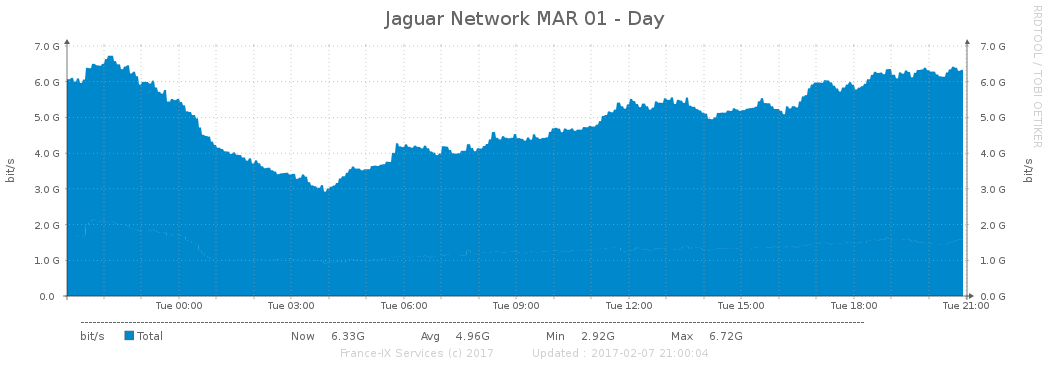 Jaguar Network MAR 01 - Day
RRDTOOL / TOBI OETIKER
7.0 G 7.0 G
6.0 G 6.0 G
5.0 G 5.0 G
4.0 G 4.0 G
3.0 G 3.0 G
2.0 G 2.0 G
1.0 G 1.0 G
0.0 0.0 G
bit/s
bit/s
Tue 00:00 Tue 03:00 Tue 06:00 Tue 09:00 Tue 12:00 Tue 15:00 Tue 18:00 Tue 21:00
bit/s Total Now 6.33G Avg 4.96G Min 2.92G Max 6.72G
France-IX Services (c) 2017 Updated : 2017-02-07 21:00:04